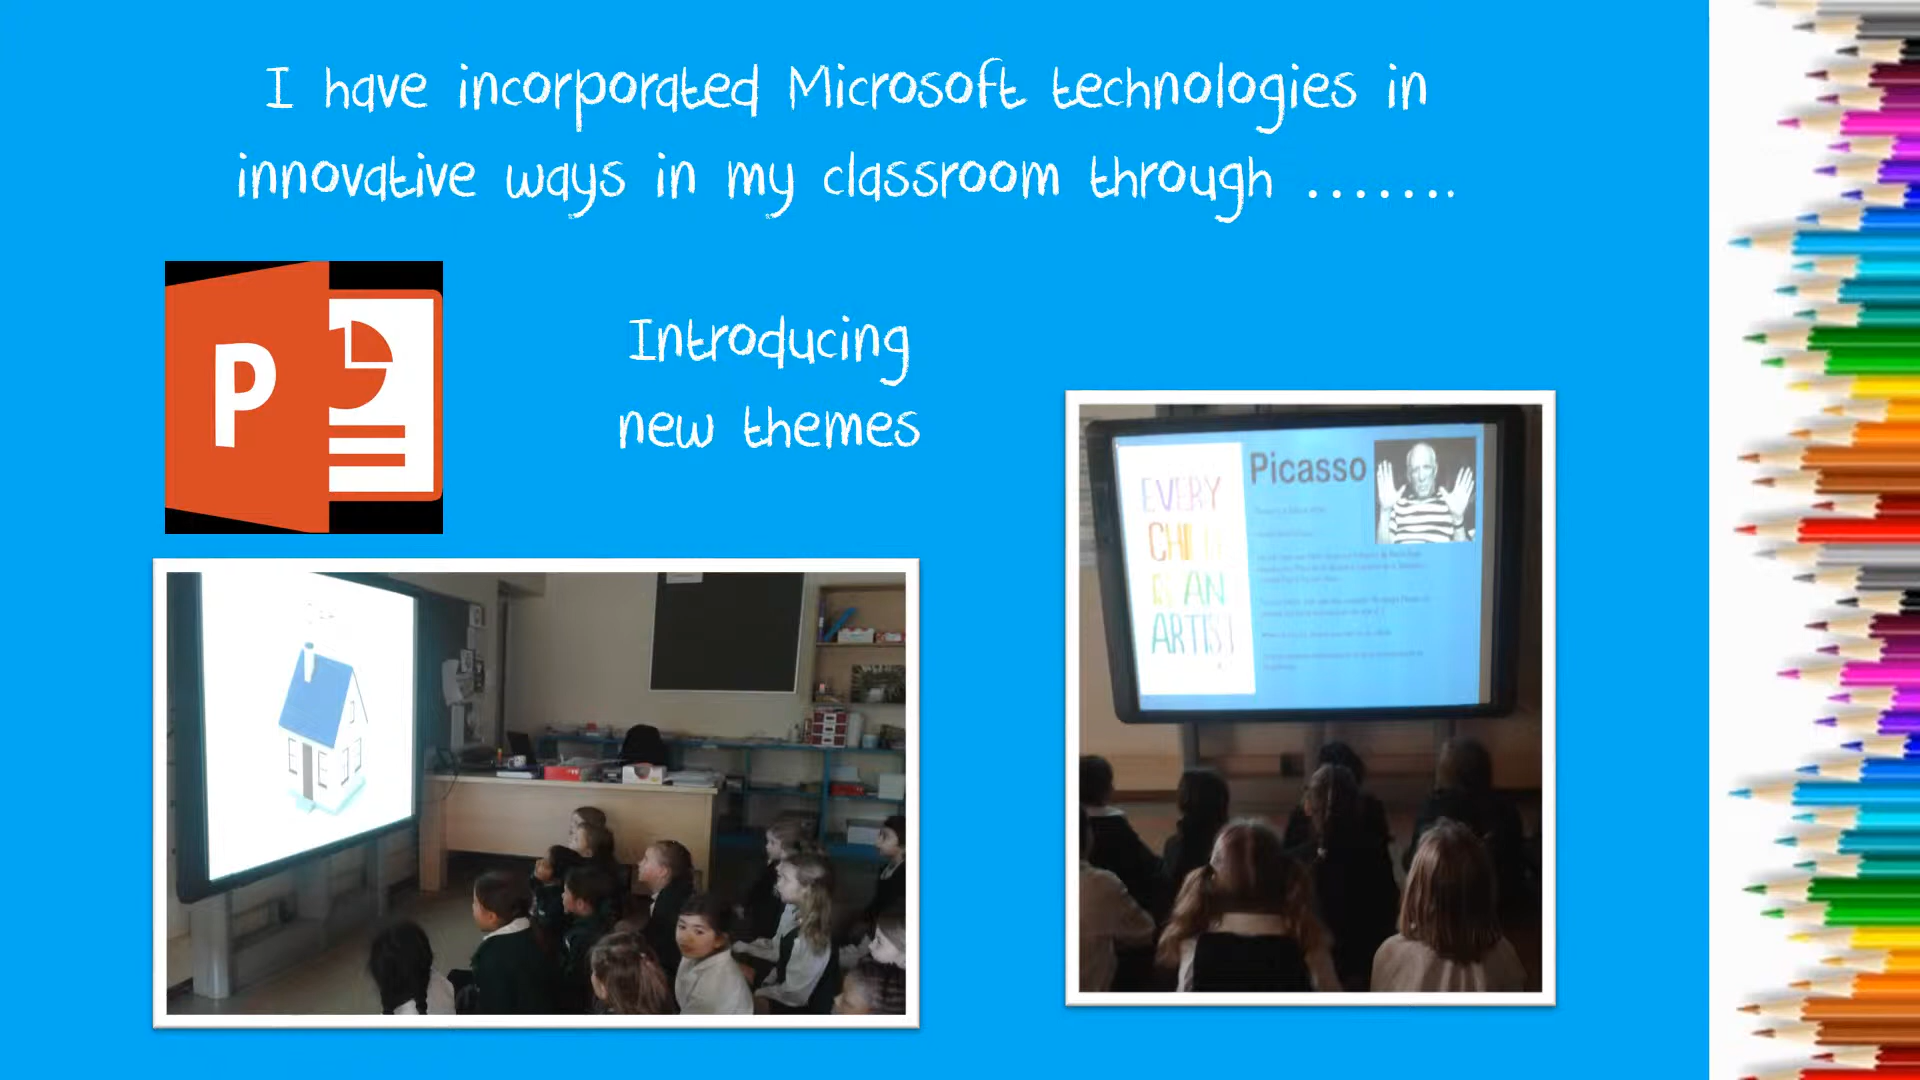 I have incorporated Microsoft technologies in
innovative ways in my classroom through .......
P
Introducing
new themes
Picasso
EVERY
CHILD
IS AN
ARTIST